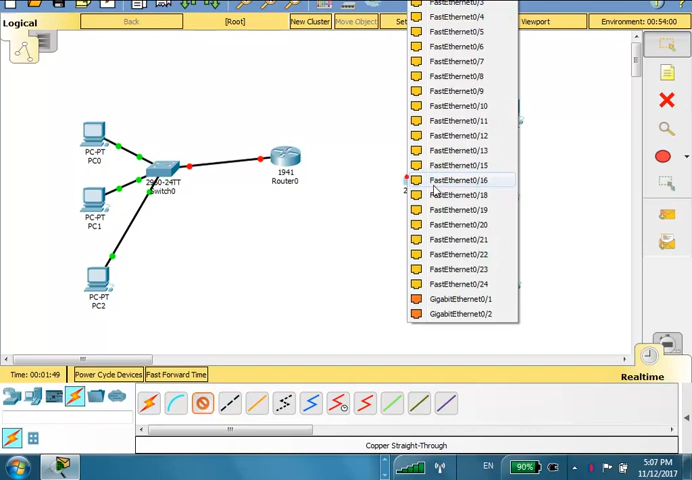 Logical
Back
[Root]
New Cluster
Move Object
Set
Viewport
Environment: 00:54:00
FastEthernet0/3
FastEthernet0/4
FastEthernet0/5
FastEthernet0/6
FastEthernet0/7
FastEthernet0/8
FastEthernet0/9
FastEthernet0/10
FastEthernet0/11
FastEthernet0/12
FastEthernet0/13
FastEthernet0/15
FastEthernet0/16
FastEthernet0/18
FastEthernet0/19
FastEthernet0/20
FastEthernet0/21
FastEthernet0/22
FastEthernet0/23
FastEthernet0/24
GigabitEthernet0/1
GigabitEthernet0/2
PC-PT
PC0
2950-24TT
Switch0
1941
Router0
2
PC-PT
PC1
PC-PT
PC2
Time: 00:01:49
Power Cycle Devices
Fast Forward Time
Realtime
Copper Straight-Through
EN
90%
5:07 PM
11/12/2017